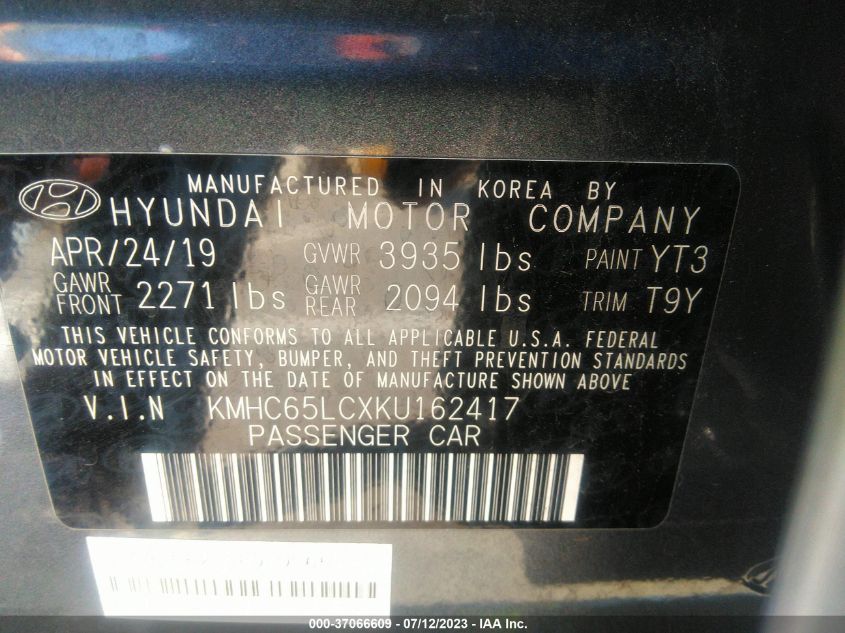 MANUFACTURED IN KOREA BY
HYUNDAI MOTOR COMPANY
APR/24/19 GVWR 3935 lbs PAINT YT3
GAWR FRONT 2271 lbs GAWR REAR 2094 lbs TRIM T9Y
THIS VEHICLE CONFORMS TO ALL APPLICABLE U.S.A. FEDERAL
MOTOR VEHICLE SAFETY, BUMPER, AND THEFT PREVENTION STANDARDS
IN EFFECT ON THE DATE OF MANUFACTURE SHOWN ABOVE
V.I.N KMHC65LCXKU162417
PASSENGER CAR
000-37066609 - 07/12/2023 - IAA Inc.